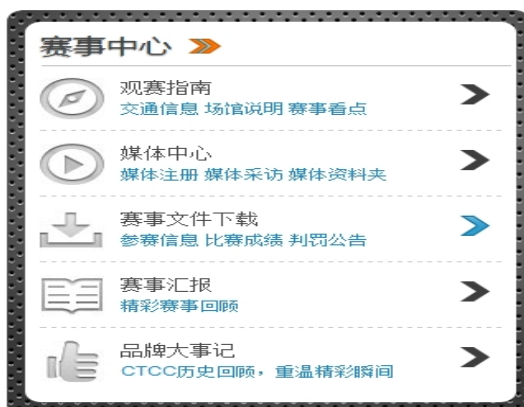 赛事中心
观赛指南
交通信息 场馆说明 赛事看点
媒体中心
媒体注册 媒体采访 媒体资料夹
赛事文件下载
参赛信息 比赛成绩 判罚公告
赛事汇报
精彩赛事回顾
品牌大事记
CTCC历史回顾，重温精彩瞬间